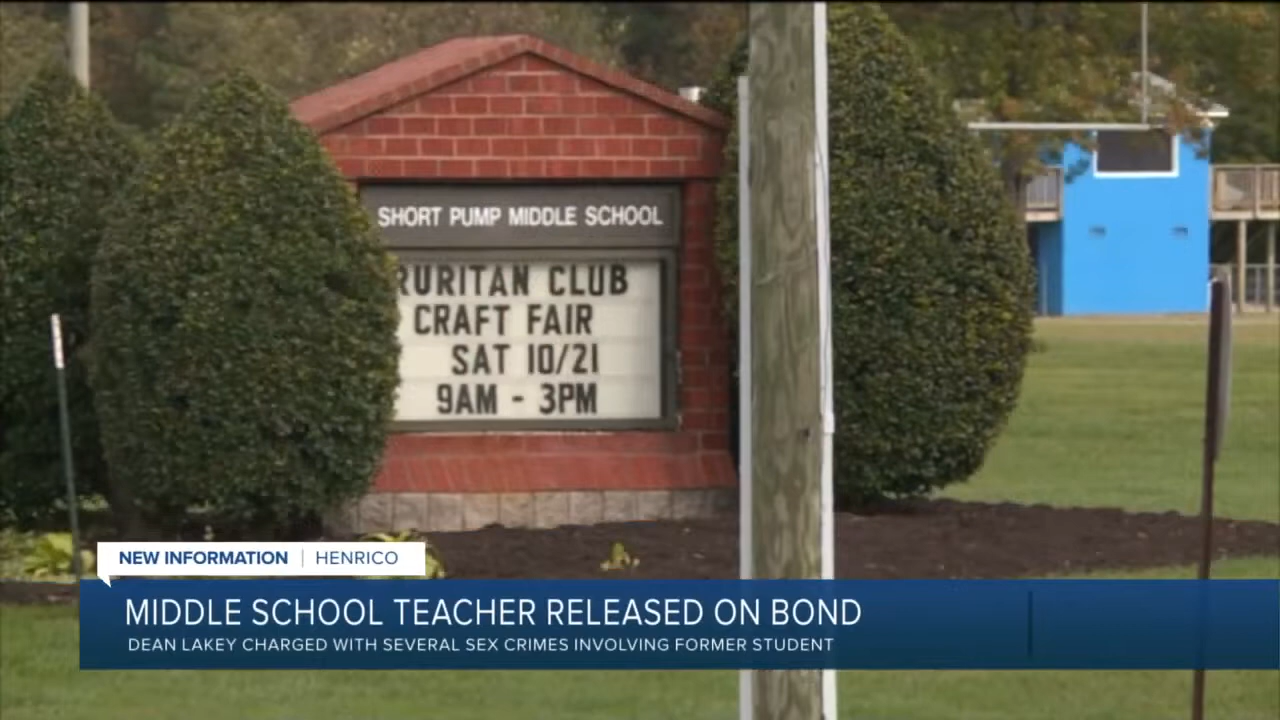 SHORT PUMP MIDDLE SCHOOL
RURITAN CLUB
CRAFT FAIR
SAT 10/21
9AM - 3PM
NEW INFORMATION | HENRICO
MIDDLE SCHOOL TEACHER RELEASED ON BOND
DEAN LAKEY CHARGED WITH SEVERAL SEX CRIMES INVOLVING FORMER STUDENT